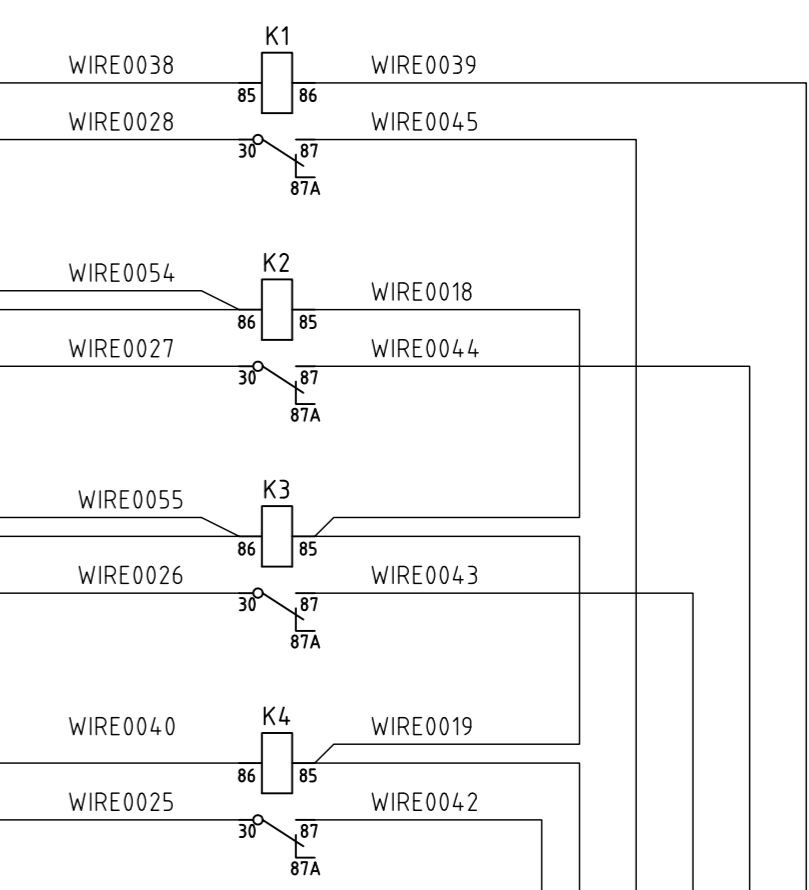 K1
WIRE0038 WIRE0039
85 86
WIRE0028 WIRE0045
30 87
87A
K2
WIRE0054
WIRE0018
86 85
WIRE0027 WIRE0044
30 87
87A
K3
WIRE0055
86 85
WIRE0026 WIRE0043
30 87
87A
K4
WIRE0040 WIRE0019
86 85
WIRE0025 WIRE0042
30 87
87A